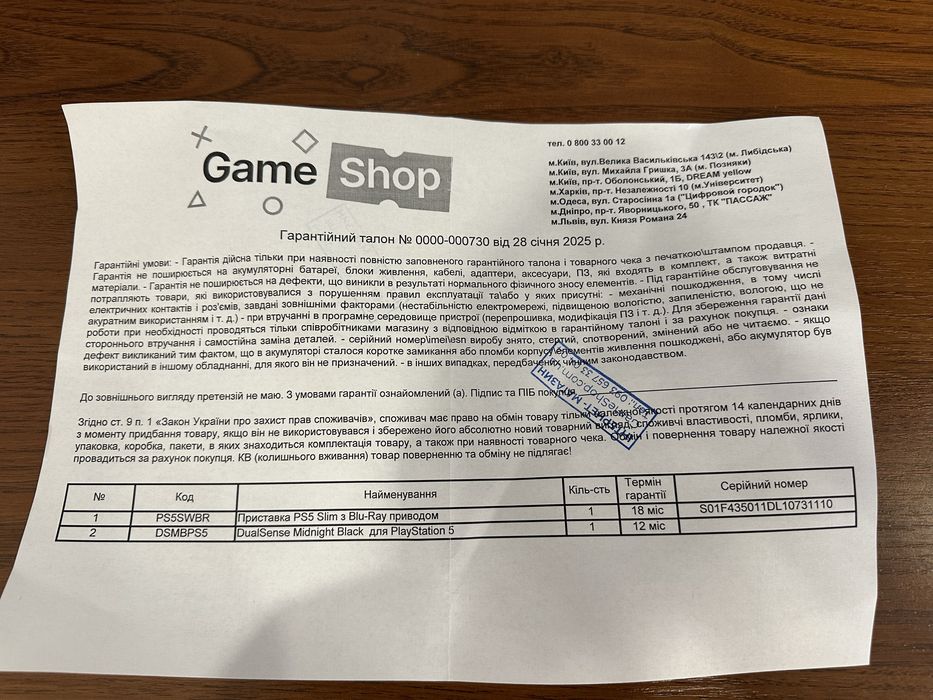 Game Shop
тел. 0 800 33 00 12
м.Київ, вул.Велика Васильківська 143\2 (м. Либідська)
м.Київ, вул. Михайла Гришка, 3А (м. Позняки)
м.Київ, пр-т. Оболонський, 1Б, DREAM yellow
м.Харків, пр-т. Незалежності 10 (м.Університет)
м.Одеса, вул. Старосінна 1а ("Цифровой городок")
м.Дніпро, пр-т. Яворницького, 50 , ТК "ПАССАЖ"
м.Львів, вул. Князя Романа 24
Гарантійний талон № 0000-000730 від 28 січня 2025 р.
Гарантійні умови: - Гарантія дійсна тільки при наявності повністю заповненого гарантійного талона і товарного чека з печаткою\штампом продавця. -
Гарантія не поширюється на акумуляторні батареї, блоки живлення, кабелі, адаптери, аксесуари, ПЗ, які входять в комплект, а також витратні
матеріали. - Гарантія не поширюється на дефекти, що виникли в результаті нормального фізичного зносу елементів. - Під гарантійне обслуговування не
потрапляють товари, які використовувалися з порушенням правил експлуатації та\або у яких присутні: - механічні пошкодження, в тому числі
електричних контактів і роз'ємів, завдані зовнішніми факторами (нестабільністю електромережі, підвищеною вологістю, запиленістю, вологою, що не
акуратним використанням і т. д.) - при втручанні в програмне середовище пристрої (перепрошивка, модифікація ПЗ і т. д.). Для збереження гарантії дані
роботи при необхідності проводяться тільки співробітниками магазину з відповідною відміткою в гарантійному талоні і за рахунок покупця. - ознаки
стороннього втручання і самостійна заміна деталей. - серійний номер\imei\esn виробу знято, стертий, спотворений, змінений або не читаємо. - якщо
дефект викликаний тим фактом, що в акумуляторі сталося коротке замикання або пломби корпусу елементів живлення пошкоджені, або акумулятор був
використаний в іншому обладнанні, для якого він не призначений. - в інших випадках, передбачених чинним законодавством.
До зовнішнього вигляду претензій не маю. З умовами гарантії ознайомлений (а). Підпис та ПІБ покупця
Згідно ст. 9 п. 1 «Закон України про захист прав споживачів», споживач має право на обмін товару тільки належної якості протягом 14 календарних днів
з моменту придбання товару, якщо він не використовувався і збережено його абсолютно новий товарний вигляд, споживчі властивості, пломби, ярлики,
упаковка, коробка, пакети, в яких знаходиться комплектація товару, а також при наявності товарного чека. Обмін і повернення товару належної якості
провадиться за рахунок покупця. КВ (колишнього вживання) товар поверненню та обміну не підлягає!
№ Код Найменування Кіль-сть Термін гарантії Серійний номер
1 PS5SWBR Приставка PS5 Slim з Blu-Ray приводом 1 18 міс S01F435011DL10731110
2 DSMBPS5 DualSense Midnight Black для PlayStation 5 1 12 міс